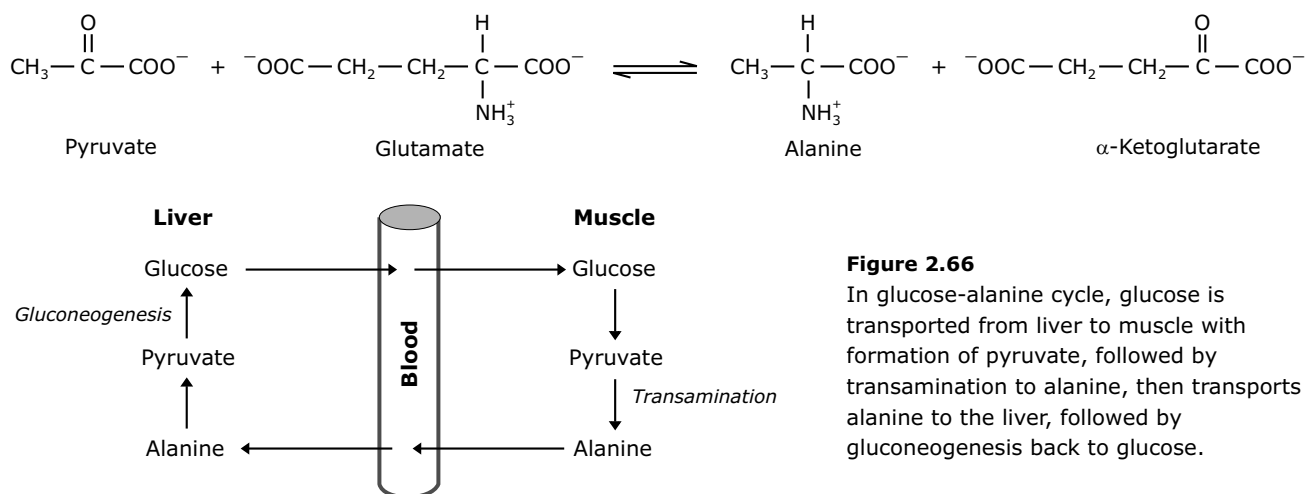 O H H O
CH3 — C — COO− + −OOC — CH2 — CH2 — C — COO− CH3 — C — COO− + −OOC — CH2 — CH2 — C — COO−
NH3+ NH3+
Pyruvate Glutamate Alanine α-Ketoglutarate
Liver Muscle
Glucose Glucose
Gluconeogenesis
Pyruvate Pyruvate
Blood
Transamination
Alanine Alanine
Figure 2.66
In glucose-alanine cycle, glucose is
transported from liver to muscle with
formation of pyruvate, followed by
transamination to alanine, then transports
alanine to the liver, followed by
gluconeogenesis back to glucose.